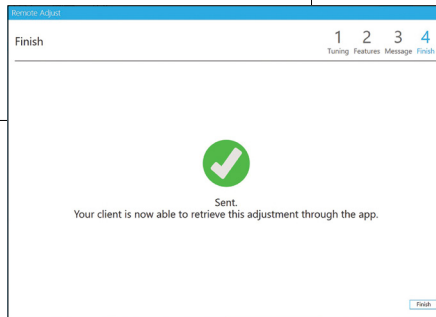 Remote Adjust
Finish
1 2 3 4
Tuning Features Message Finish
Sent.
Your client is now able to retrieve this adjustment through the app.
Finish